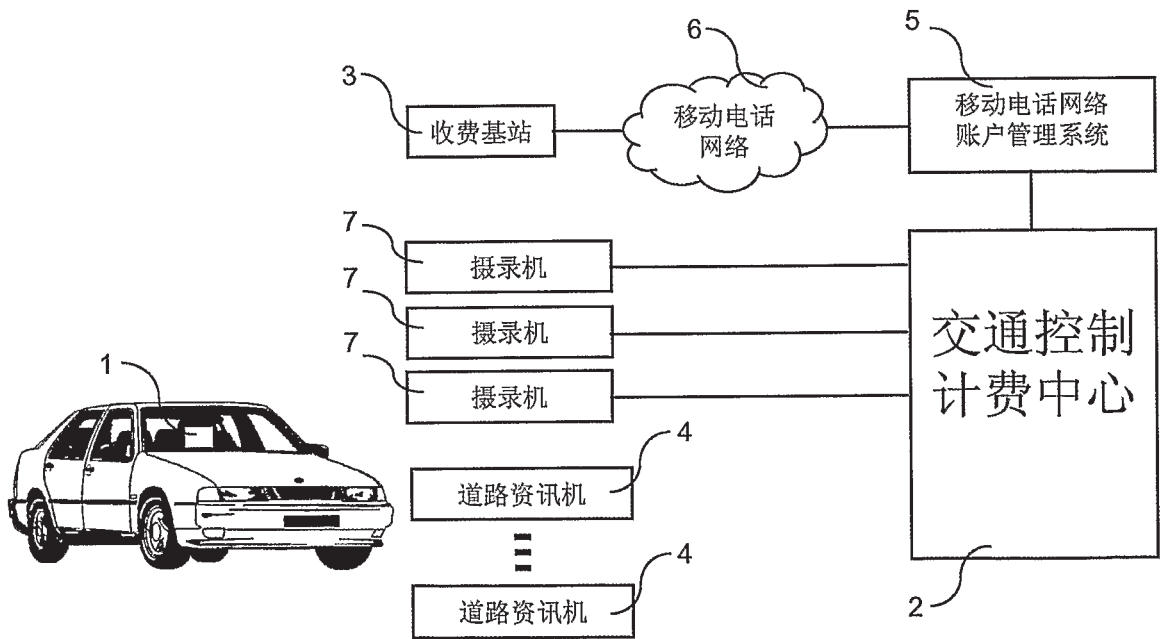 6
5
3
收费基站
移动电话
网络
移动电话网络
账户管理系统
7
摄录机
7
摄录机
7
摄录机
交通控制
计费中心
1
4
道路资讯机
4
道路资讯机
2